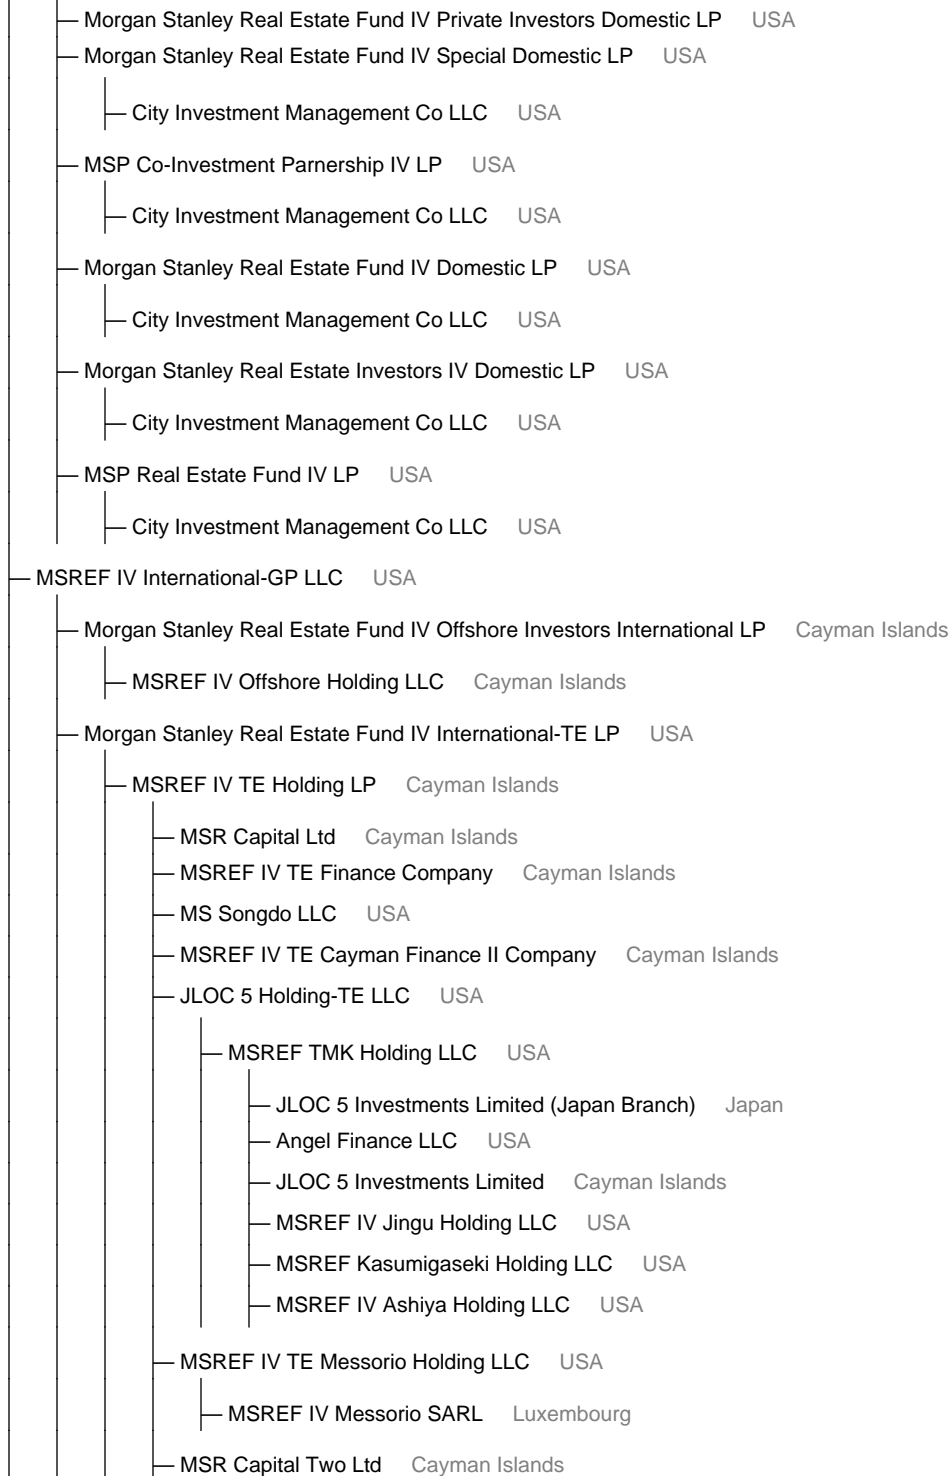 Morgan Stanley Real Estate Fund IV Private Investors Domestic LP USA
Morgan Stanley Real Estate Fund IV Special Domestic LP USA
City Investment Management Co LLC USA
MSP Co-Investment Parnership IV LP USA
City Investment Management Co LLC USA
Morgan Stanley Real Estate Fund IV Domestic LP USA
City Investment Management Co LLC USA
Morgan Stanley Real Estate Investors IV Domestic LP USA
City Investment Management Co LLC USA
MSP Real Estate Fund IV LP USA
City Investment Management Co LLC USA
MSREF IV International-GP LLC USA
Morgan Stanley Real Estate Fund IV Offshore Investors International LP Cayman Islands
MSREF IV Offshore Holding LLC Cayman Islands
Morgan Stanley Real Estate Fund IV International-TE LP USA
MSREF IV TE Holding LP Cayman Islands
MSR Capital Ltd Cayman Islands
MSREF IV TE Finance Company Cayman Islands
MS Songdo LLC USA
MSREF IV TE Cayman Finance II Company Cayman Islands
JLOC 5 Holding-TE LLC USA
MSREF TMK Holding LLC USA
JLOC 5 Investments Limited (Japan Branch) Japan
Angel Finance LLC USA
JLOC 5 Investments Limited Cayman Islands
MSREF IV Jingu Holding LLC USA
MSREF Kasumigaseki Holding LLC USA
MSREF IV Ashiya Holding LLC USA
MSREF IV TE Messorio Holding LLC USA
MSREF IV Messorio SARL Luxembourg
MSR Capital Two Ltd Cayman Islands